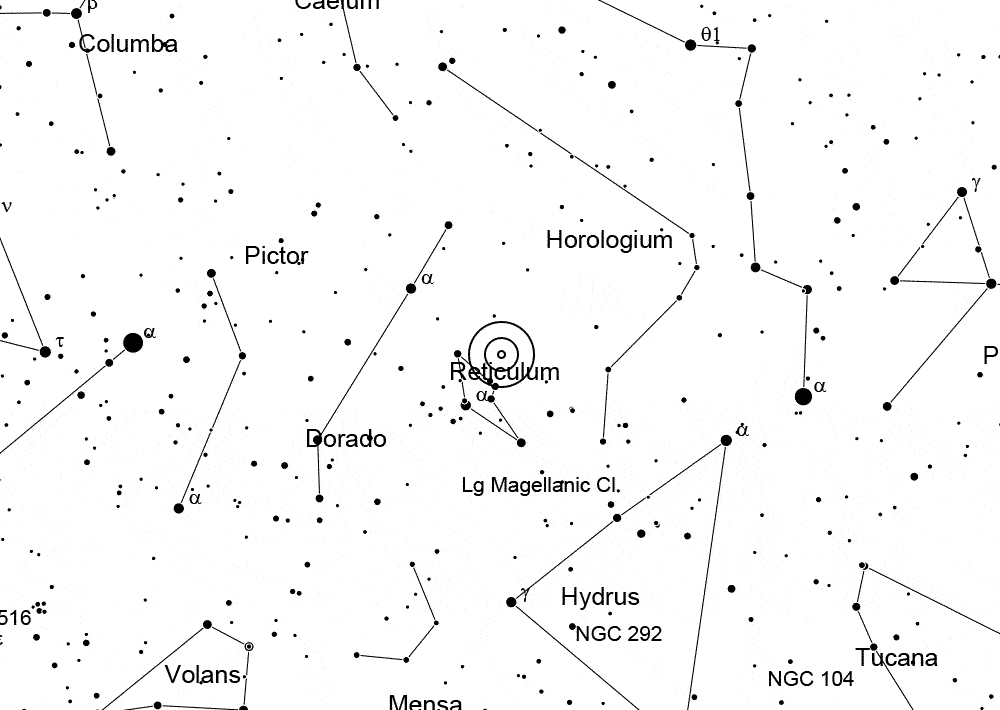 β
Caelum
Columba
θ1
γ
ν
Horologium
Pictor
α
α
τ
P
Reticulum
α
α
α
Dorado
Lg Magellanic Cl.
α
γ
Hydrus
516
ε
NGC 292
Tucana
Volans
NGC 104
Mensa